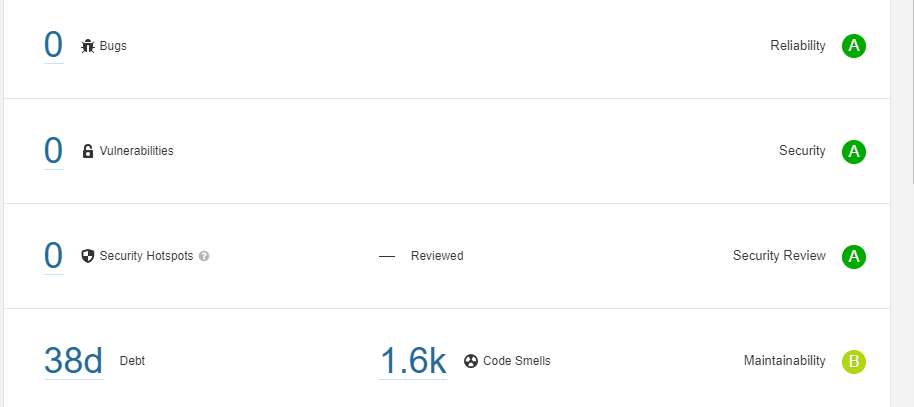 0 Bugs Reliability A
0 Vulnerabilities Security A
0 Security Hotspots ? — Reviewed Security Review A
38d Debt 1.6k Code Smells Maintainability B